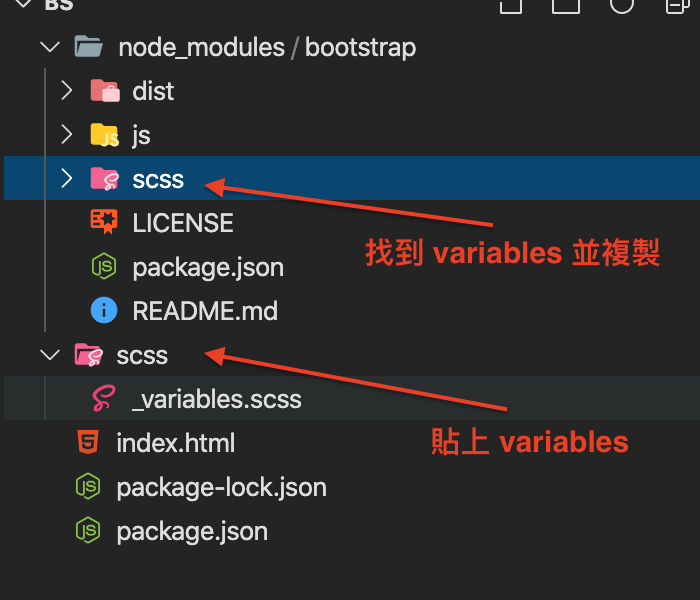 BS
node_modules / bootstrap
dist
js
scss
LICENSE
找到 variables 並複製
package.json
README.md
scss
_variables.scss
index.html
貼上 variables
package-lock.json
package.json